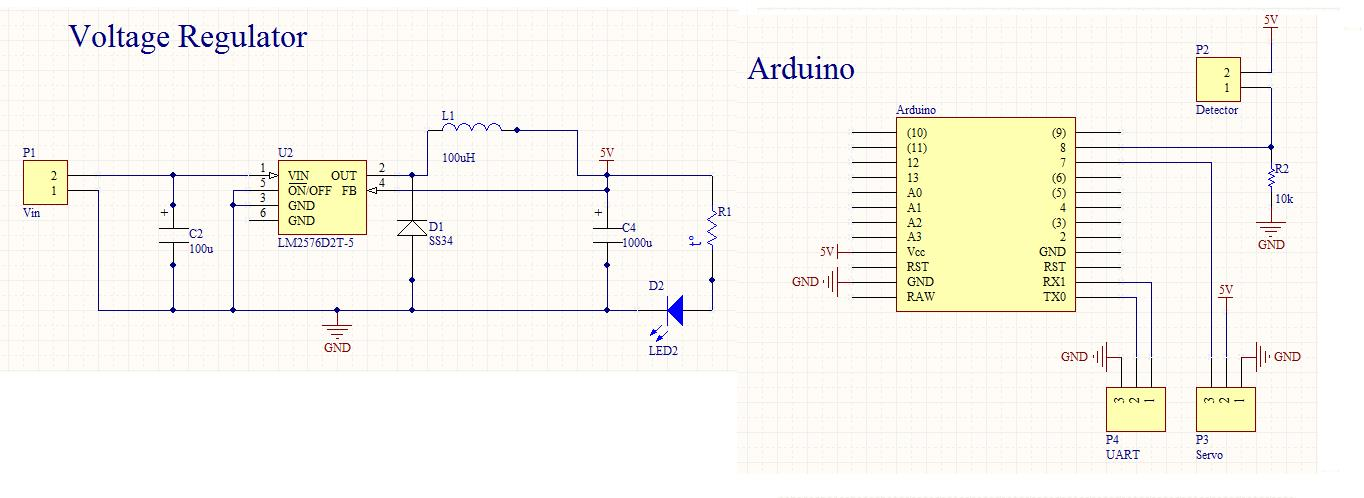 Voltage Regulator
P1
2
1
Vin
+
C2
100u
U2
1
VIN
OUT
2
5
ON/OFF
FB
4
3
GND
6
GND
LM2576D2T-5
L1
100uH
D1
SS34
5V
+
C4
1000u
R1
t°
D2
LED2
GND
Arduino
Arduino
(10)
(11)
12
13
A0
A1
A2
A3
Vcc
RST
GND
RAW
(9)
8
7
(6)
(5)
4
(3)
2
GND
RST
RX1
TX0
5V
GND
5V
P2
2
1
Detector
R2
10k
GND
GND
3
2
1
P4
UART
5V
GND
3
2
1
P3
Servo